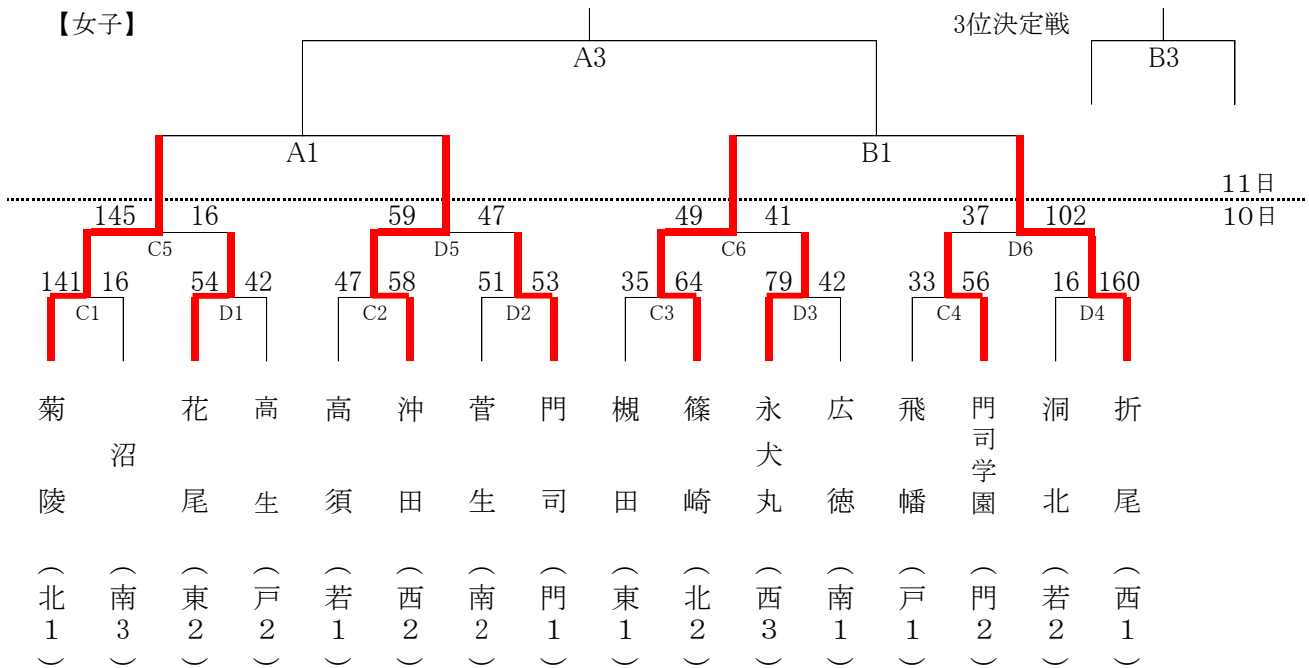 【女子】
3位決定戦
A3
B3
A1
B1
11日
145 16 59 47 49 41 37 102
10日
C5 D5 C6 D6
141 16 54 42 47 58 51 53 35 64 79 42 33 56 16 160
C1 D1 C2 D2 C3 D3 C4 D4
菊陵（北1）
沼（南3）
花尾（東2）
高生（戸2）
高須（若1）
沖田（西2）
菅生（南2）
門司（門1）
槻田（東1）
篠崎（北2）
永犬丸（西3）
広徳（南1）
飛幡（戸1）
門司学園（門2）
洞北（若2）
折尾（西1）